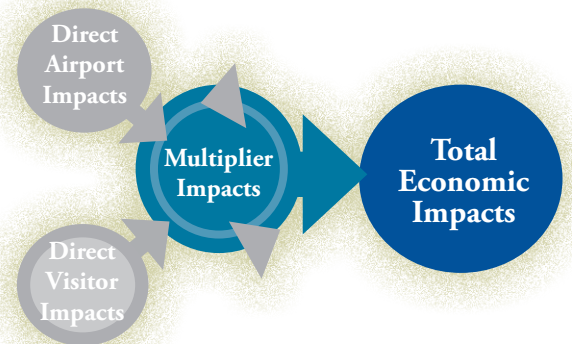 Direct
Airport
Impacts
Multiplier
Impacts
Total
Economic
Impacts
Direct
Visitor
Impacts